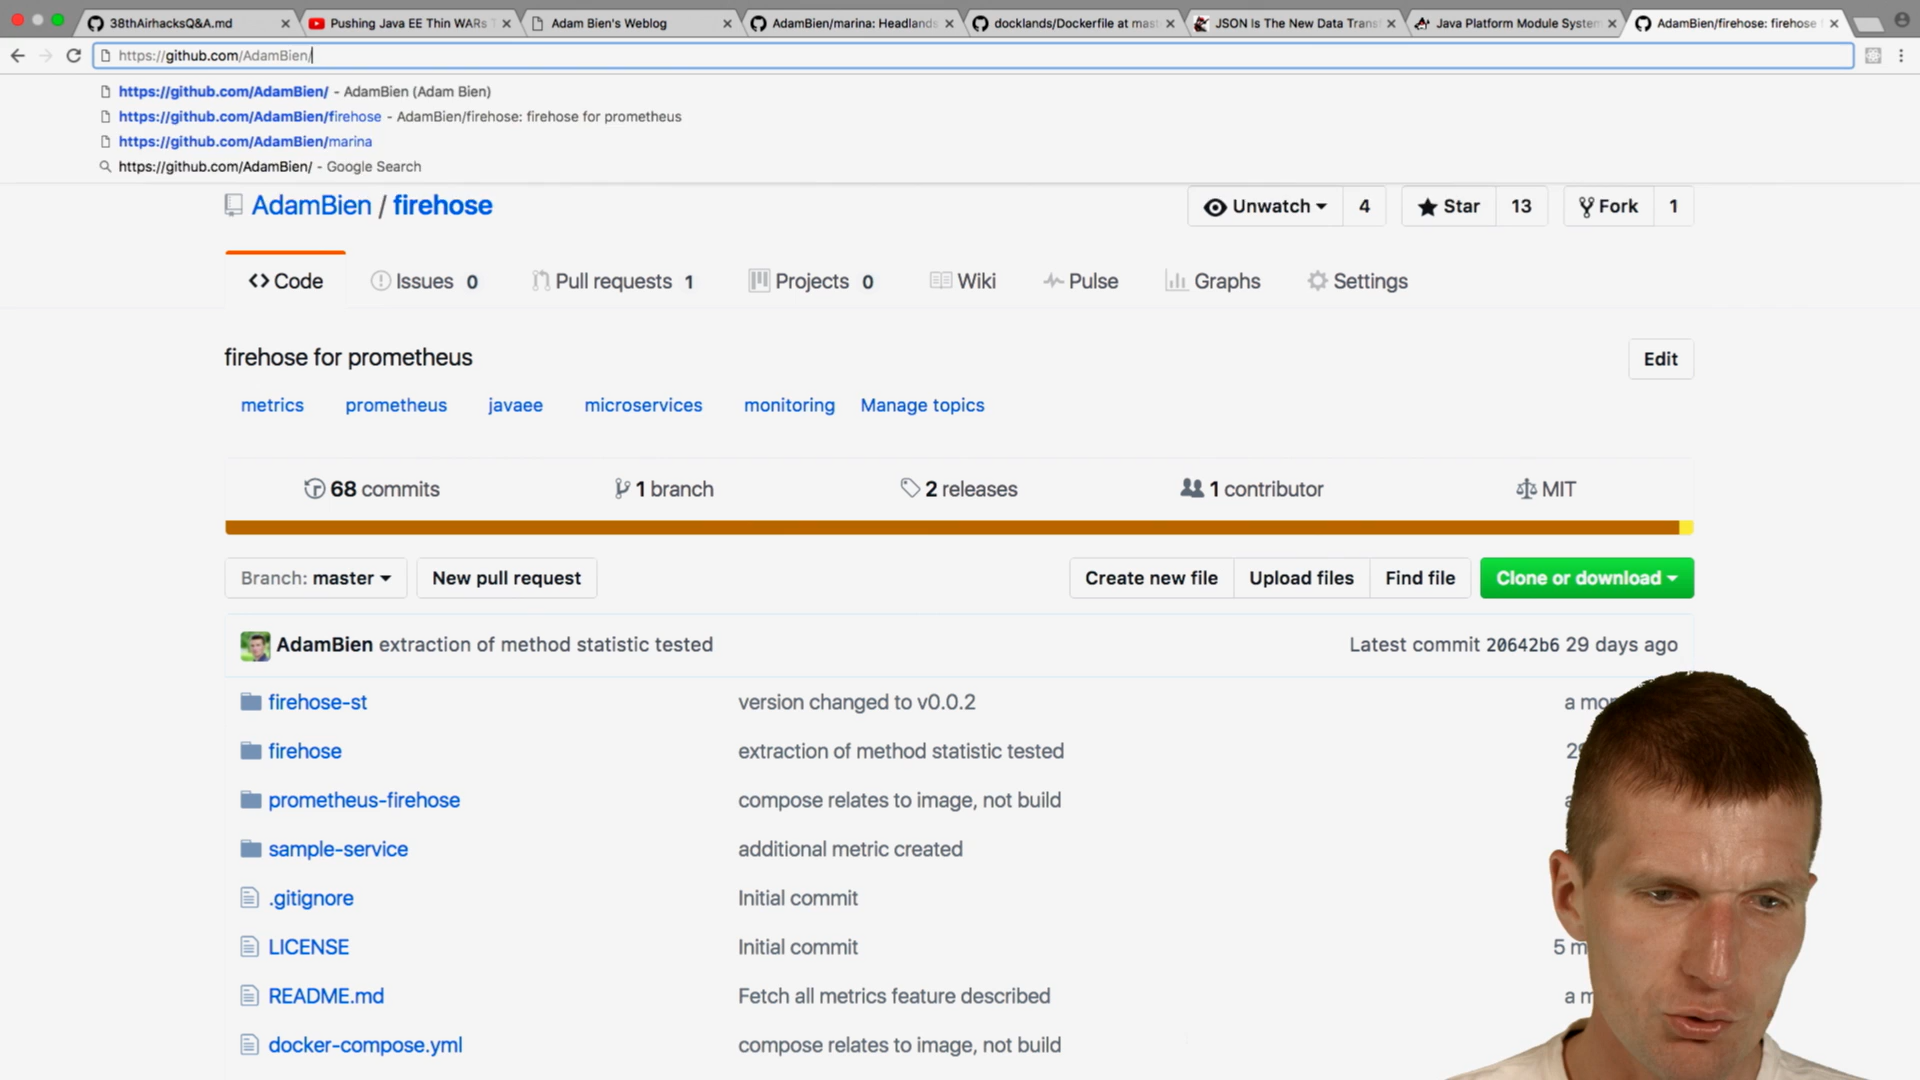 38thAirhacksQ&A.md
Pushing Java EE Thin WARs T
Adam Bien's Weblog
AdamBien/marina: Headlands
docklands/Dockerfile at mast
JSON Is The New Data Transf
Java Platform Module System
AdamBien/firehose: firehose f
https://github.com/AdamBien/
https://github.com/AdamBien/ - AdamBien (Adam Bien)
https://github.com/AdamBien/firehose - AdamBien/firehose: firehose for prometheus
https://github.com/AdamBien/marina
https://github.com/AdamBien/ - Google Search
AdamBien / firehose
Unwatch 4
Star 13
Fork 1
Code
Issues 0
Pull requests 1
Projects 0
Wiki
Pulse
Graphs
Settings
firehose for prometheus
Edit
metrics prometheus javaee microservices monitoring Manage topics
68 commits
1 branch
2 releases
1 contributor
MIT
Branch: master
New pull request
Create new file
Upload files
Find file
Clone or download
AdamBien extraction of method statistic tested
Latest commit 20642b6 29 days ago
firehose-st version changed to v0.0.2 a mo
firehose extraction of method statistic tested 29
prometheus-firehose compose relates to image, not build a
sample-service additional metric created
.gitignore Initial commit
LICENSE Initial commit 5 m
README.md Fetch all metrics feature described a m
docker-compose.yml compose relates to image, not build